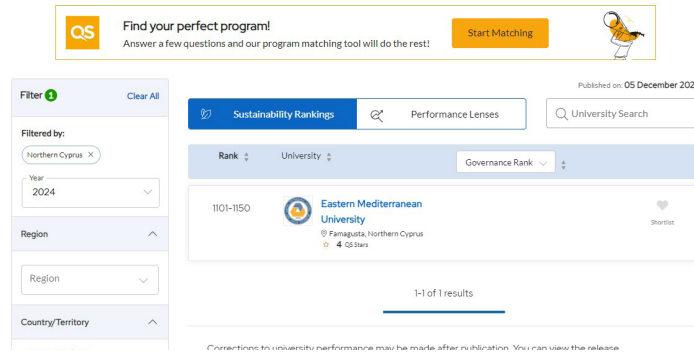 QS
Find your perfect program!
Answer a few questions and our program matching tool will do the rest!
Start Matching
Published on: 05 December 202
Filter 1
Clear All
Sustainability Rankings
Performance Lenses
University Search
Filtered by:
Northern Cyprus X
Year
2024
Rank
University
Governance Rank
1101-1150
Eastern Mediterranean
University
Famagusta, Northern Cyprus
4 QS Stars
Shortlist
Region
Region
1-1 of 1 results
Country/Territory
Corrections to university performance may be made after publication. You can view the release